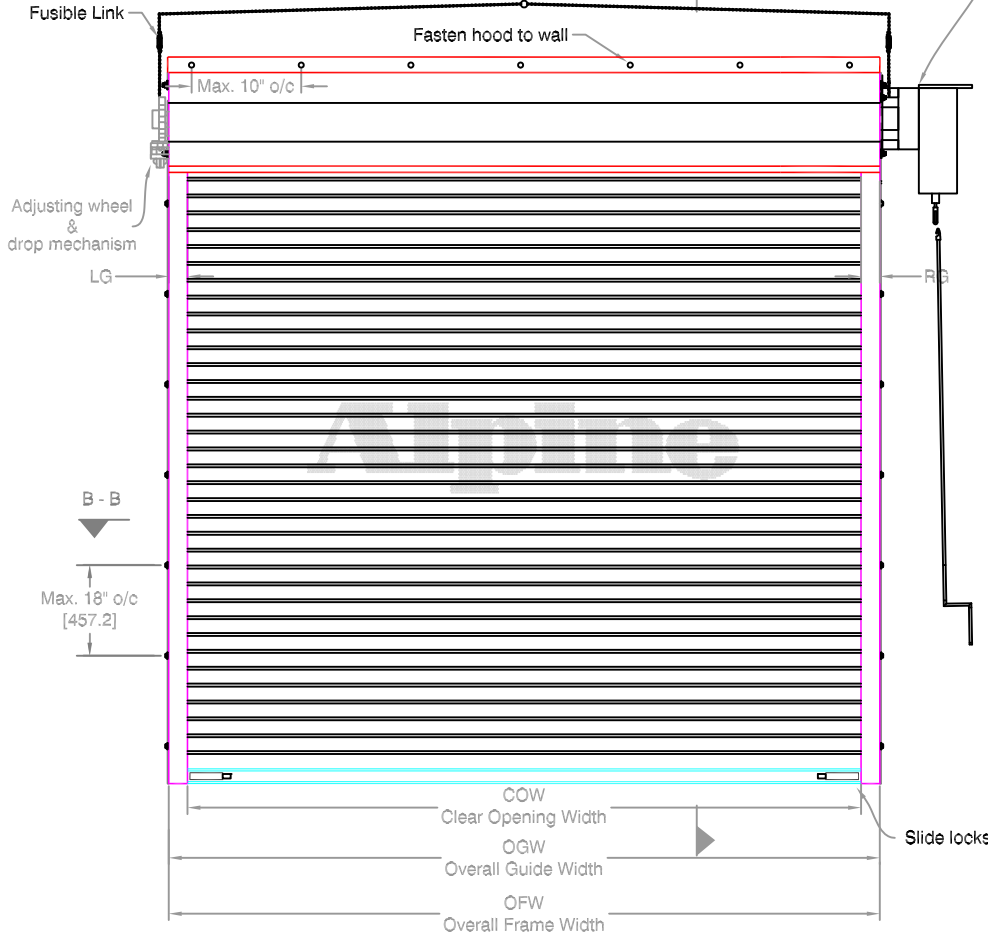 Fusible Link
Fasten hood to wall
Max. 10" o/c
Adjusting wheel
&
drop mechanism
LG
RG
Alpine
B - B
Max. 18" o/c
[457.2]
COW
Clear Opening Width
Slide locks
OGW
Overall Guide Width
OFW
Overall Frame Width